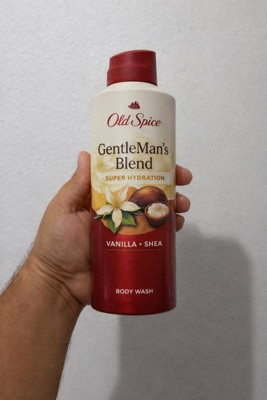 Old Spice
GentleMan's
Blend
SUPER HYDRATION
VANILLA + SHEA
BODY WASH